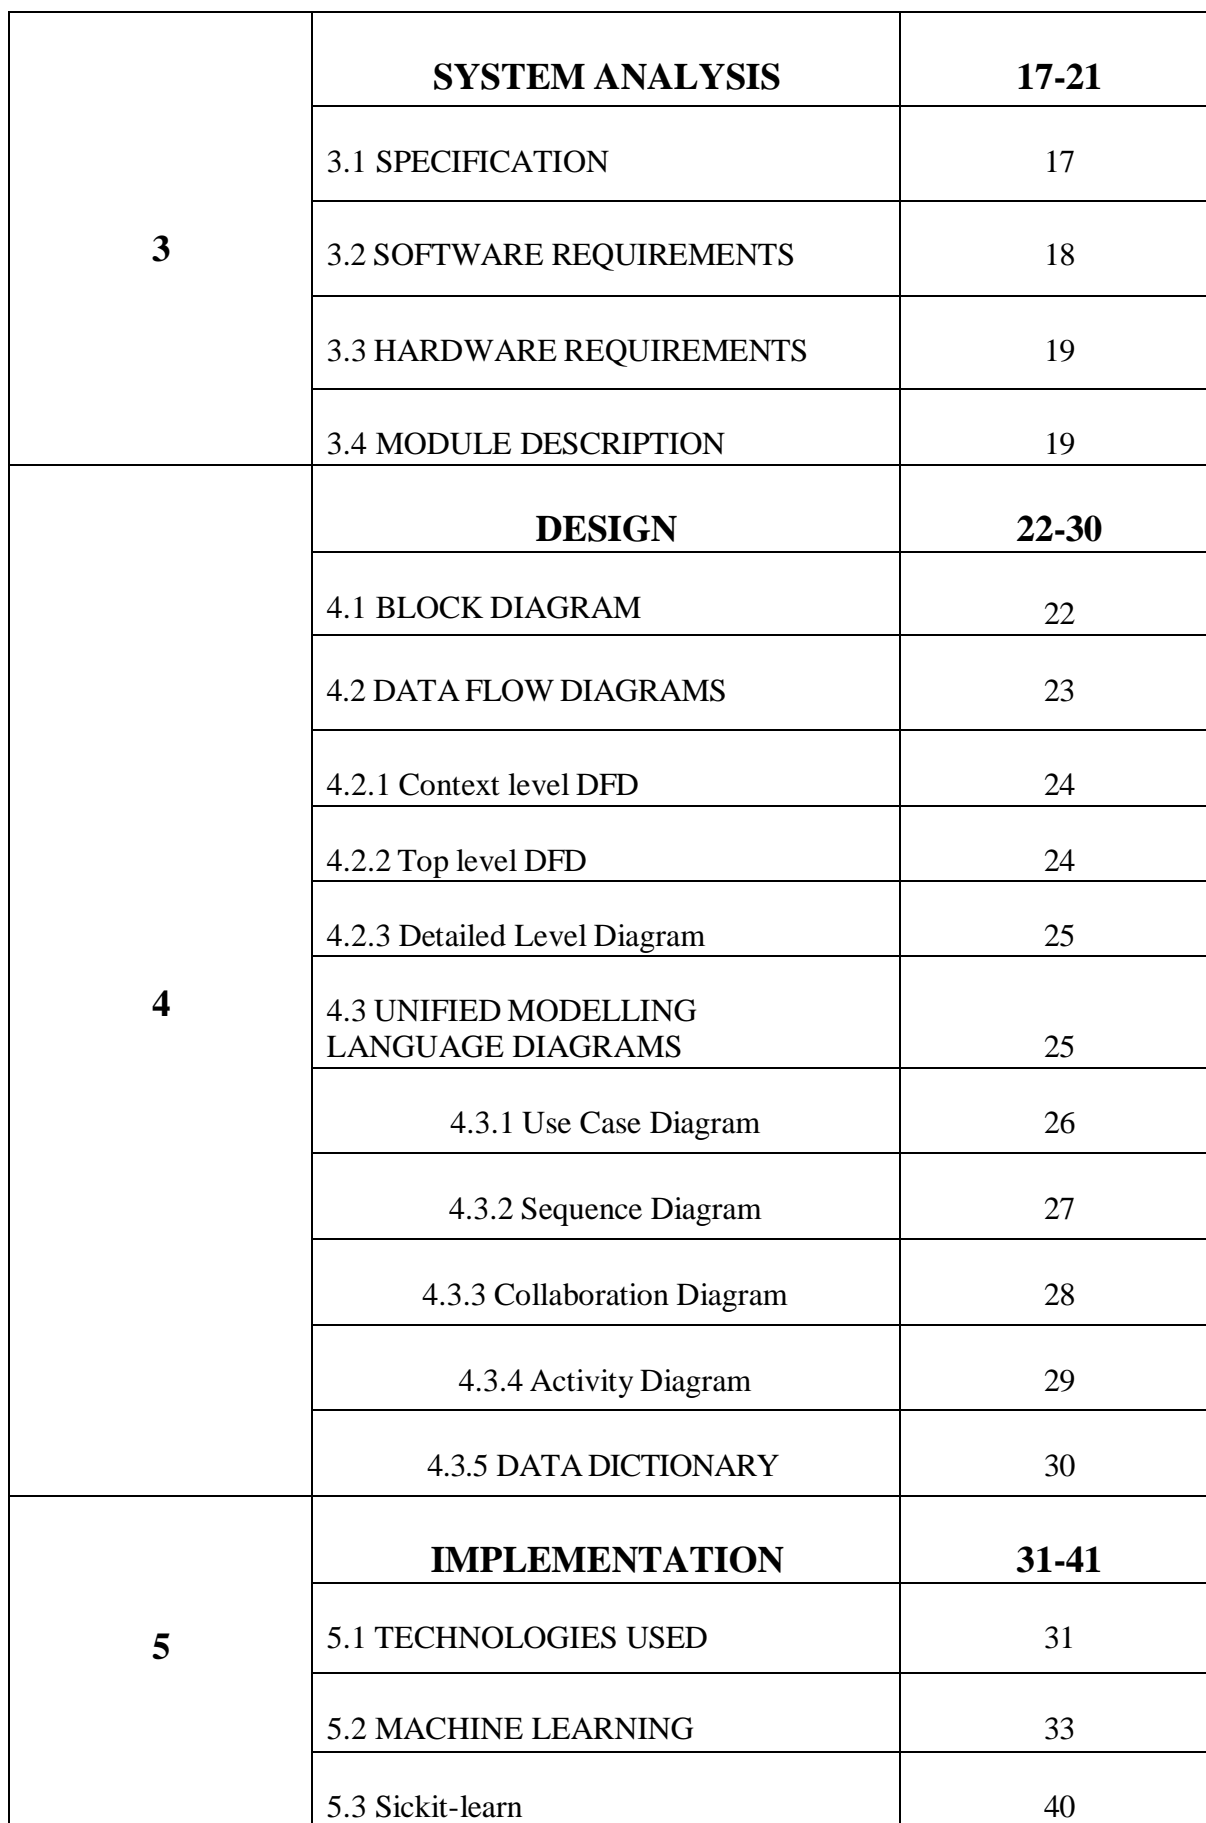 SYSTEM ANALYSIS 17-21
3.1 SPECIFICATION 17
3
3.2 SOFTWARE REQUIREMENTS 18
3.3 HARDWARE REQUIREMENTS 19
3.4 MODULE DESCRIPTION 19
DESIGN 22-30
4.1 BLOCK DIAGRAM 22
4.2 DATA FLOW DIAGRAMS 23
4.2.1 Context level DFD 24
4.2.2 Top level DFD 24
4.2.3 Detailed Level Diagram 25
4
4.3 UNIFIED MODELLING
LANGUAGE DIAGRAMS 25
4.3.1 Use Case Diagram 26
4.3.2 Sequence Diagram 27
4.3.3 Collaboration Diagram 28
4.3.4 Activity Diagram 29
4.3.5 DATA DICTIONARY 30
IMPLEMENTATION 31-41
5
5.1 TECHNOLOGIES USED 31
5.2 MACHINE LEARNING 33
5.3 Sickit-learn 40